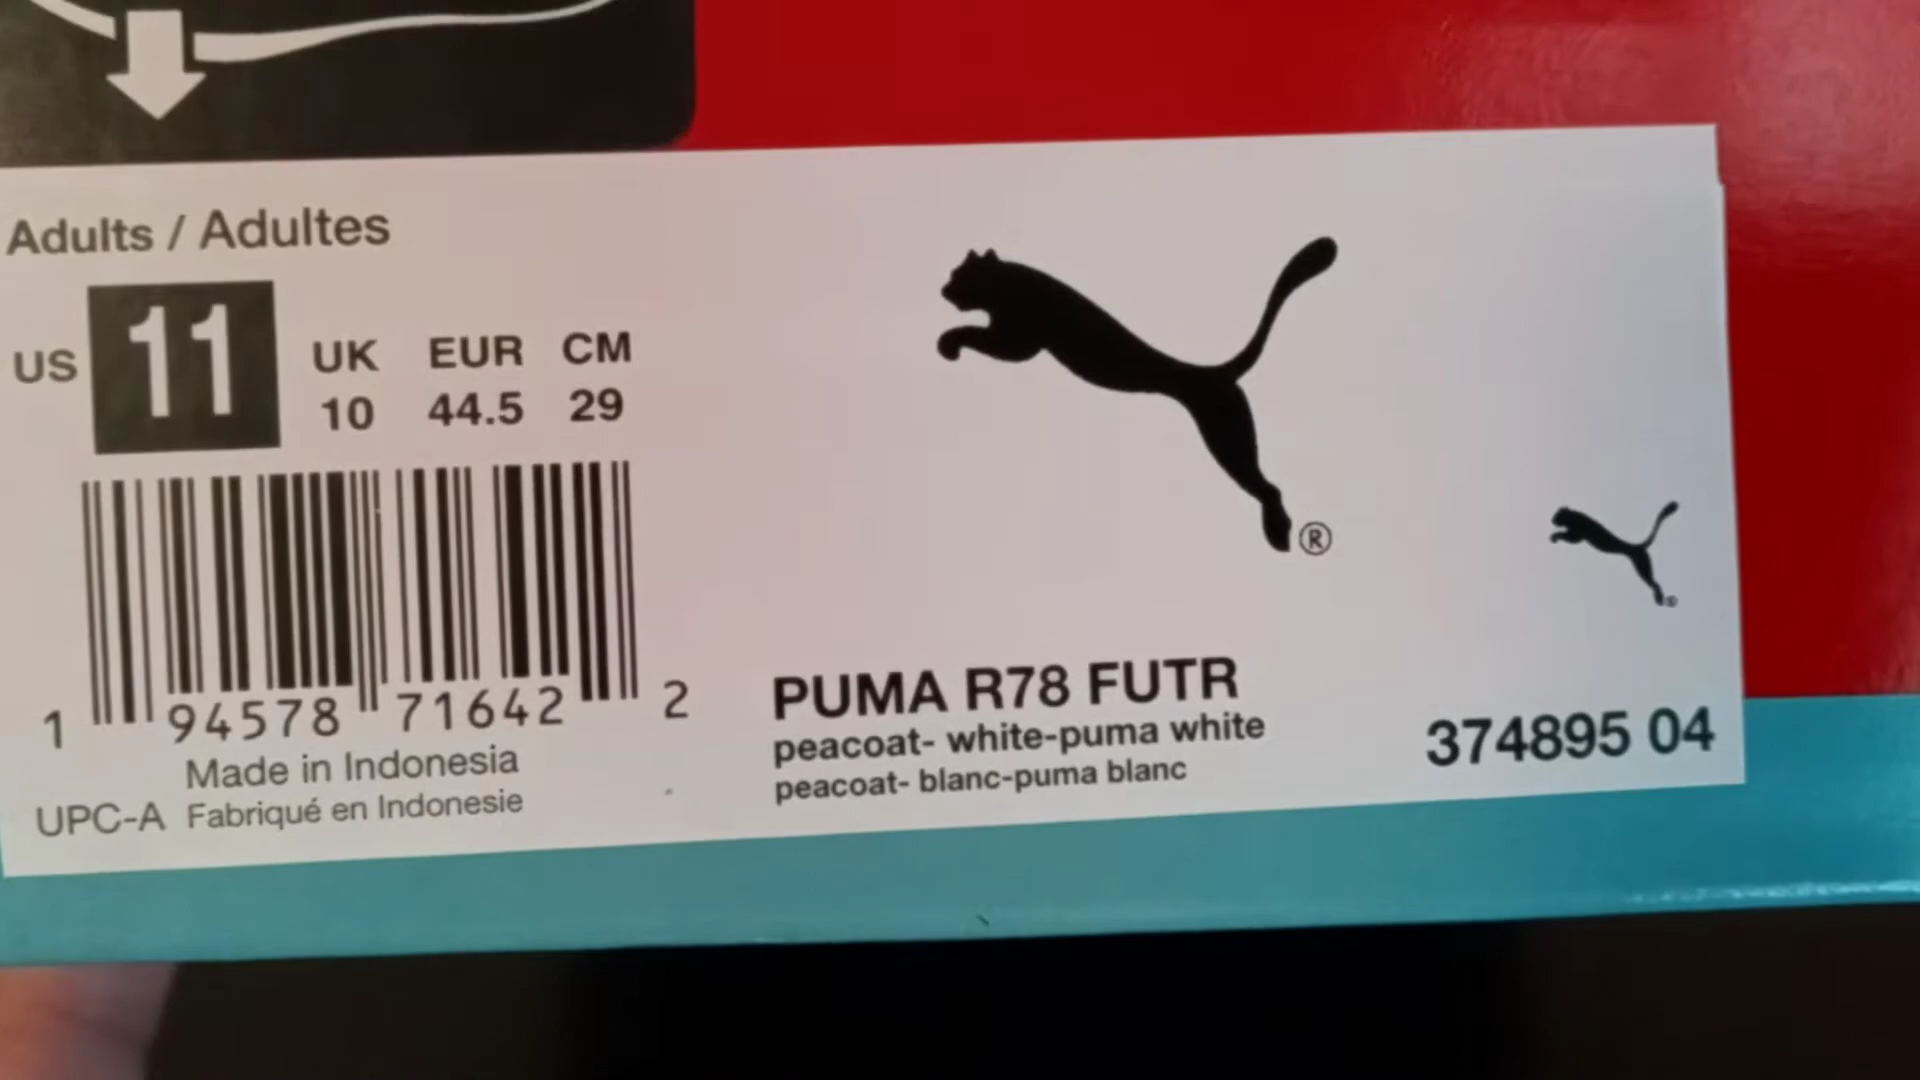 Adults / Adultes
US 11
UK EUR CM
10 44.5 29
1 94578 71642 2
Made in Indonesia
UPC-A Fabriqué en Indonesie
®
PUMA R78 FUTR
peacoat- white-puma white
peacoat- blanc-puma blanc
374895 04